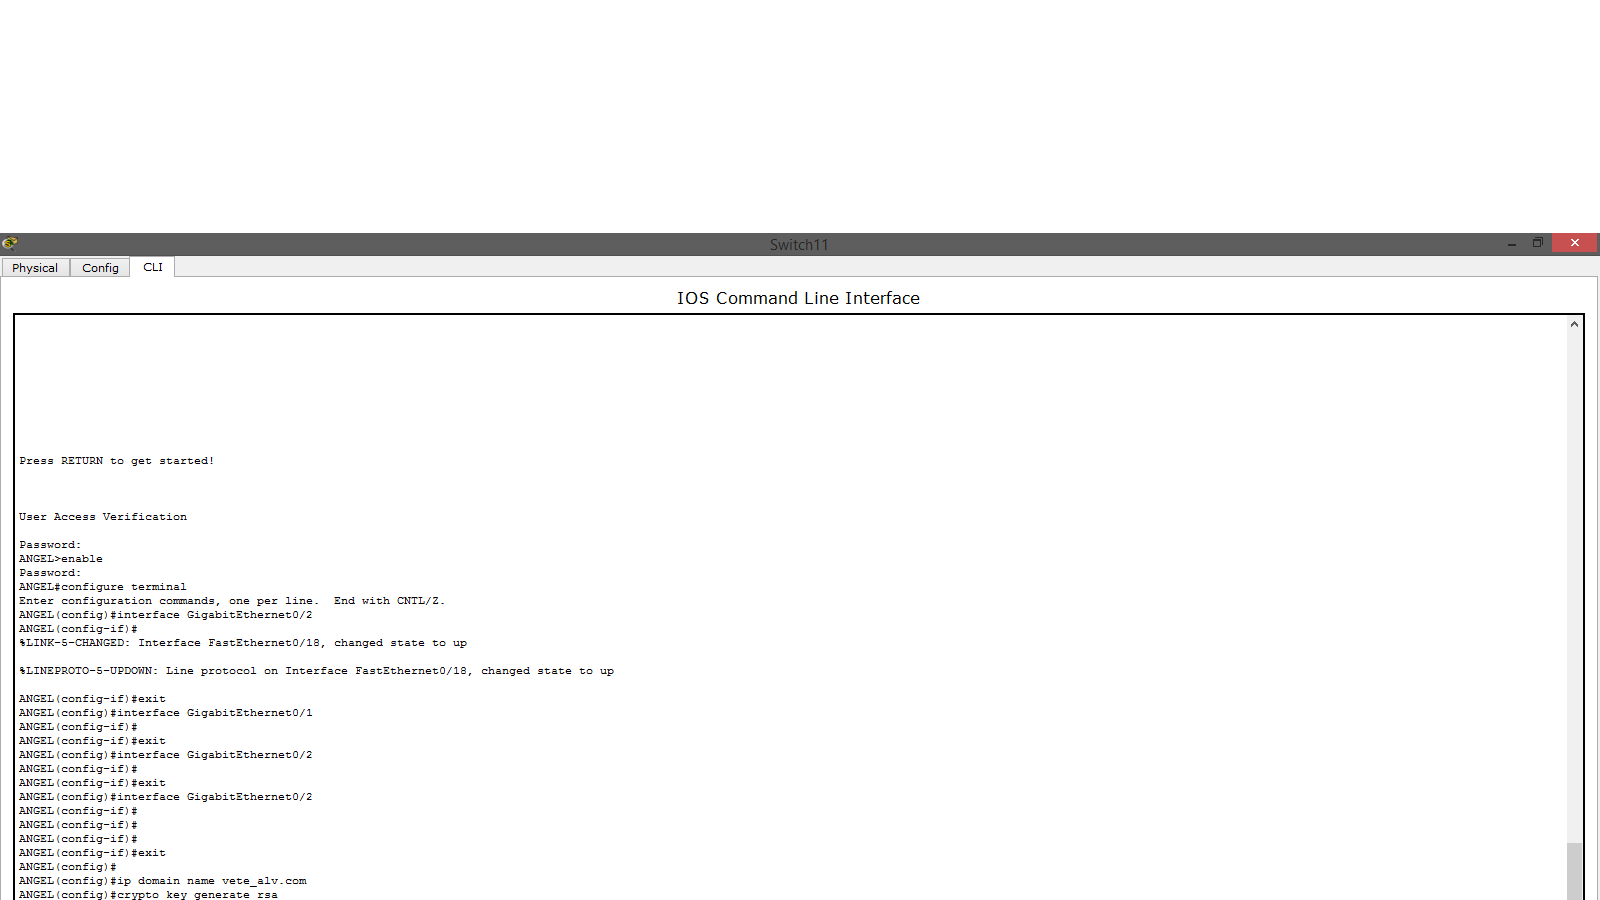 Switch11
Physical Config CLI
IOS Command Line Interface
Press RETURN to get started!
User Access Verification
Password:
ANGEL>enable
Password:
ANGEL#configure terminal
Enter configuration commands, one per line.  End with CNTL/Z.
ANGEL(config)#interface GigabitEthernet0/2
ANGEL(config-if)#
%LINK-5-CHANGED: Interface FastEthernet0/18, changed state to up
%LINEPROTO-5-UPDOWN: Line protocol on Interface FastEthernet0/18, changed state to up
ANGEL(config-if)#exit
ANGEL(config)#interface GigabitEthernet0/1
ANGEL(config-if)#
ANGEL(config-if)#exit
ANGEL(config)#interface GigabitEthernet0/2
ANGEL(config-if)#
ANGEL(config-if)#exit
ANGEL(config)#interface GigabitEthernet0/2
ANGEL(config-if)#
ANGEL(config-if)#
ANGEL(config-if)#
ANGEL(config-if)#exit
ANGEL(config)#
ANGEL(config)#ip domain name vete_alv.com
ANGEL(config)#crypto key generate rsa